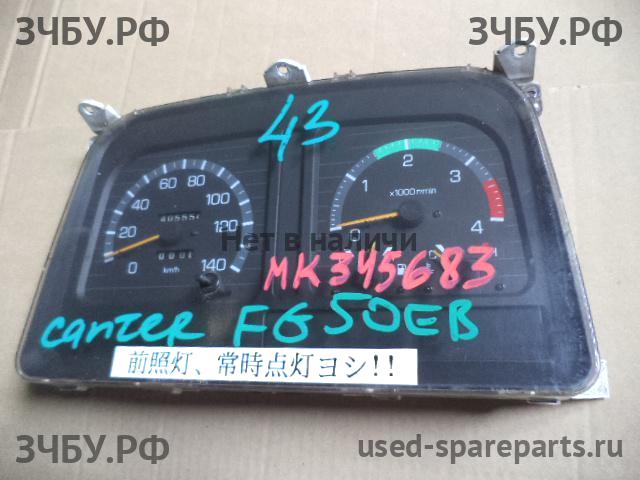 ЗЧБУ.РФ
ЗЧБУ.РФ
43
0
20
40
60
80
100
120
140
km/h
0
1
2
3
4
x1000r/min
Нет в наличии
MK345683
canter FG50EB
前照灯、常時点灯ヨシ!!
ЗЧБУ.РФ
used-spareparts.ru